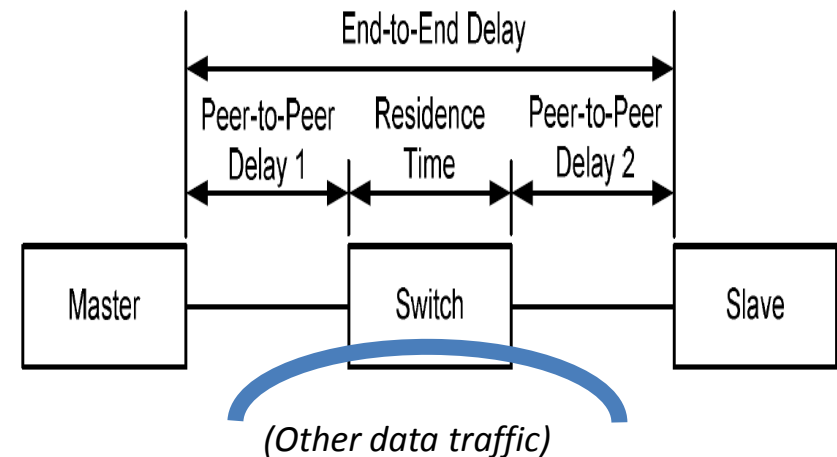 End-to-End Delay
Peer-to-Peer
Delay 1
Residence
Time
Peer-to-Peer
Delay 2
Master
Switch
Slave
(Other data traffic)